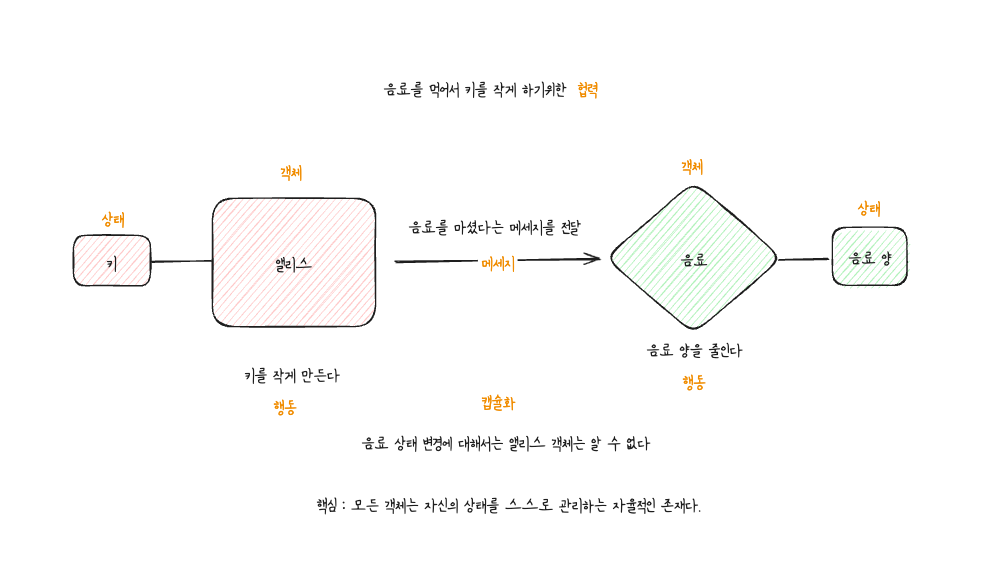 음료를 먹어서 키를 작게 하기위한 협력
객체
객체
상태
상태
음료를 마셨다는 메세지를 전달
키
앨리스
메세지
음료
음료 양
음료 양을 줄인다
키를 작게 만든다
행동
행동
캡슐화
음료 상태 변경에 대해서는 앨리스 객체는 알 수 없다
핵심 : 모든 객체는 자신의 상태를 스스로 관리하는 자율적인 존재다.